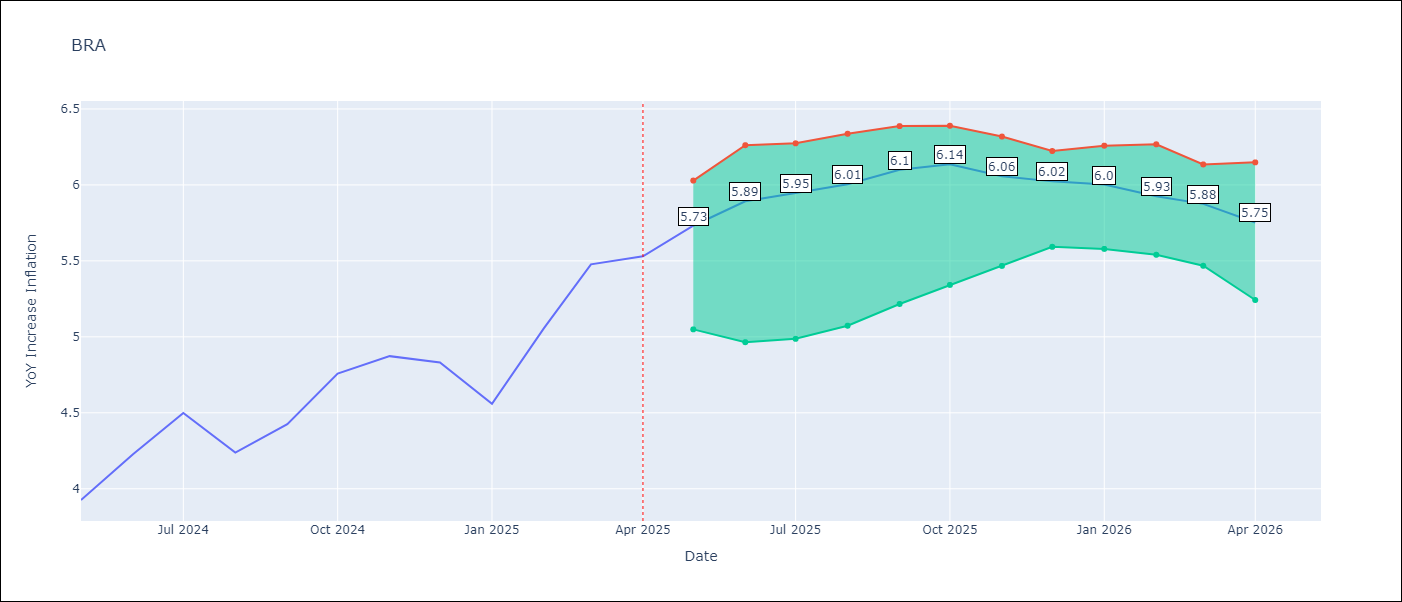 BRA
6.5
6
5.5
5
4.5
4
YoY Increase Inflation
5.73
5.89
5.95
6.01
6.1
6.14
6.06
6.02
6.0
5.93
5.88
5.75
Jul 2024
Oct 2024
Jan 2025
Apr 2025
Jul 2025
Oct 2025
Jan 2026
Apr 2026
Date